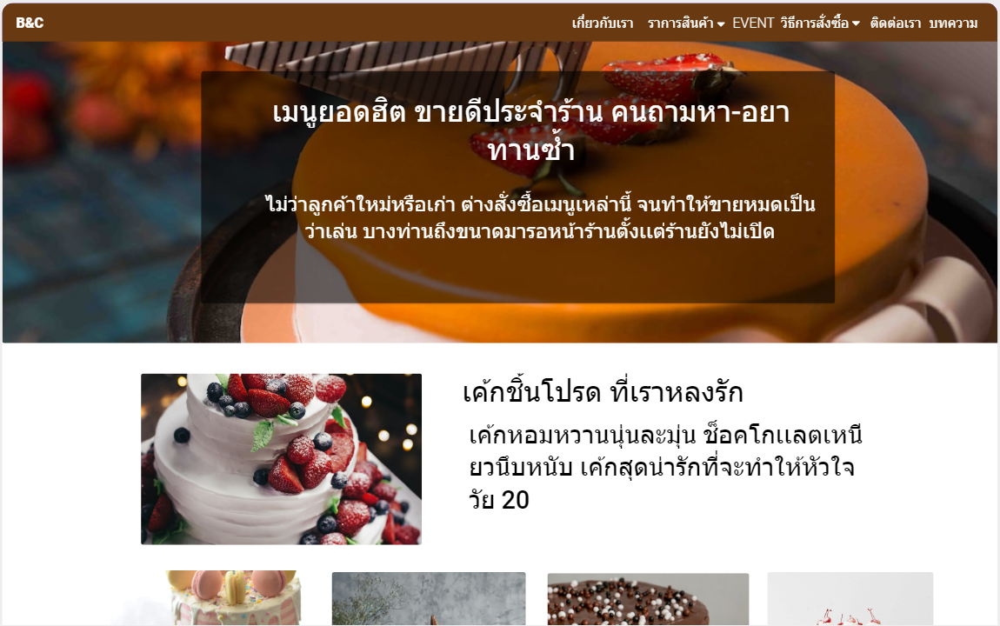 B&C เกี่ยวกับเรา ราการสินค้า EVENT วิธีการสั่งซื้อ ติดต่อเรา บทความ
เมนูยอดฮิต ขายดีประจำร้าน คนถามหา-อยา
ทานซ้ำ
ไม่ว่าลูกค้าใหม่หรือเก่า ต่างสั่งซื้อเมนูเหล่านี้ จนทำให้ขายหมดเป็น
ว่าเล่น บางท่านถึงขนาดมารอหน้าร้านตั้งแต่ร้านยังไม่เปิด
เค้กชิ้นโปรด ที่เราหลงรัก
เค้กหอมหวานนุ่นละมุ่น ช็อคโกแลตเหนี
ยวนึบหนับ เค้กสุดน่ารักที่จะทำให้หัวใจ
วัย 20